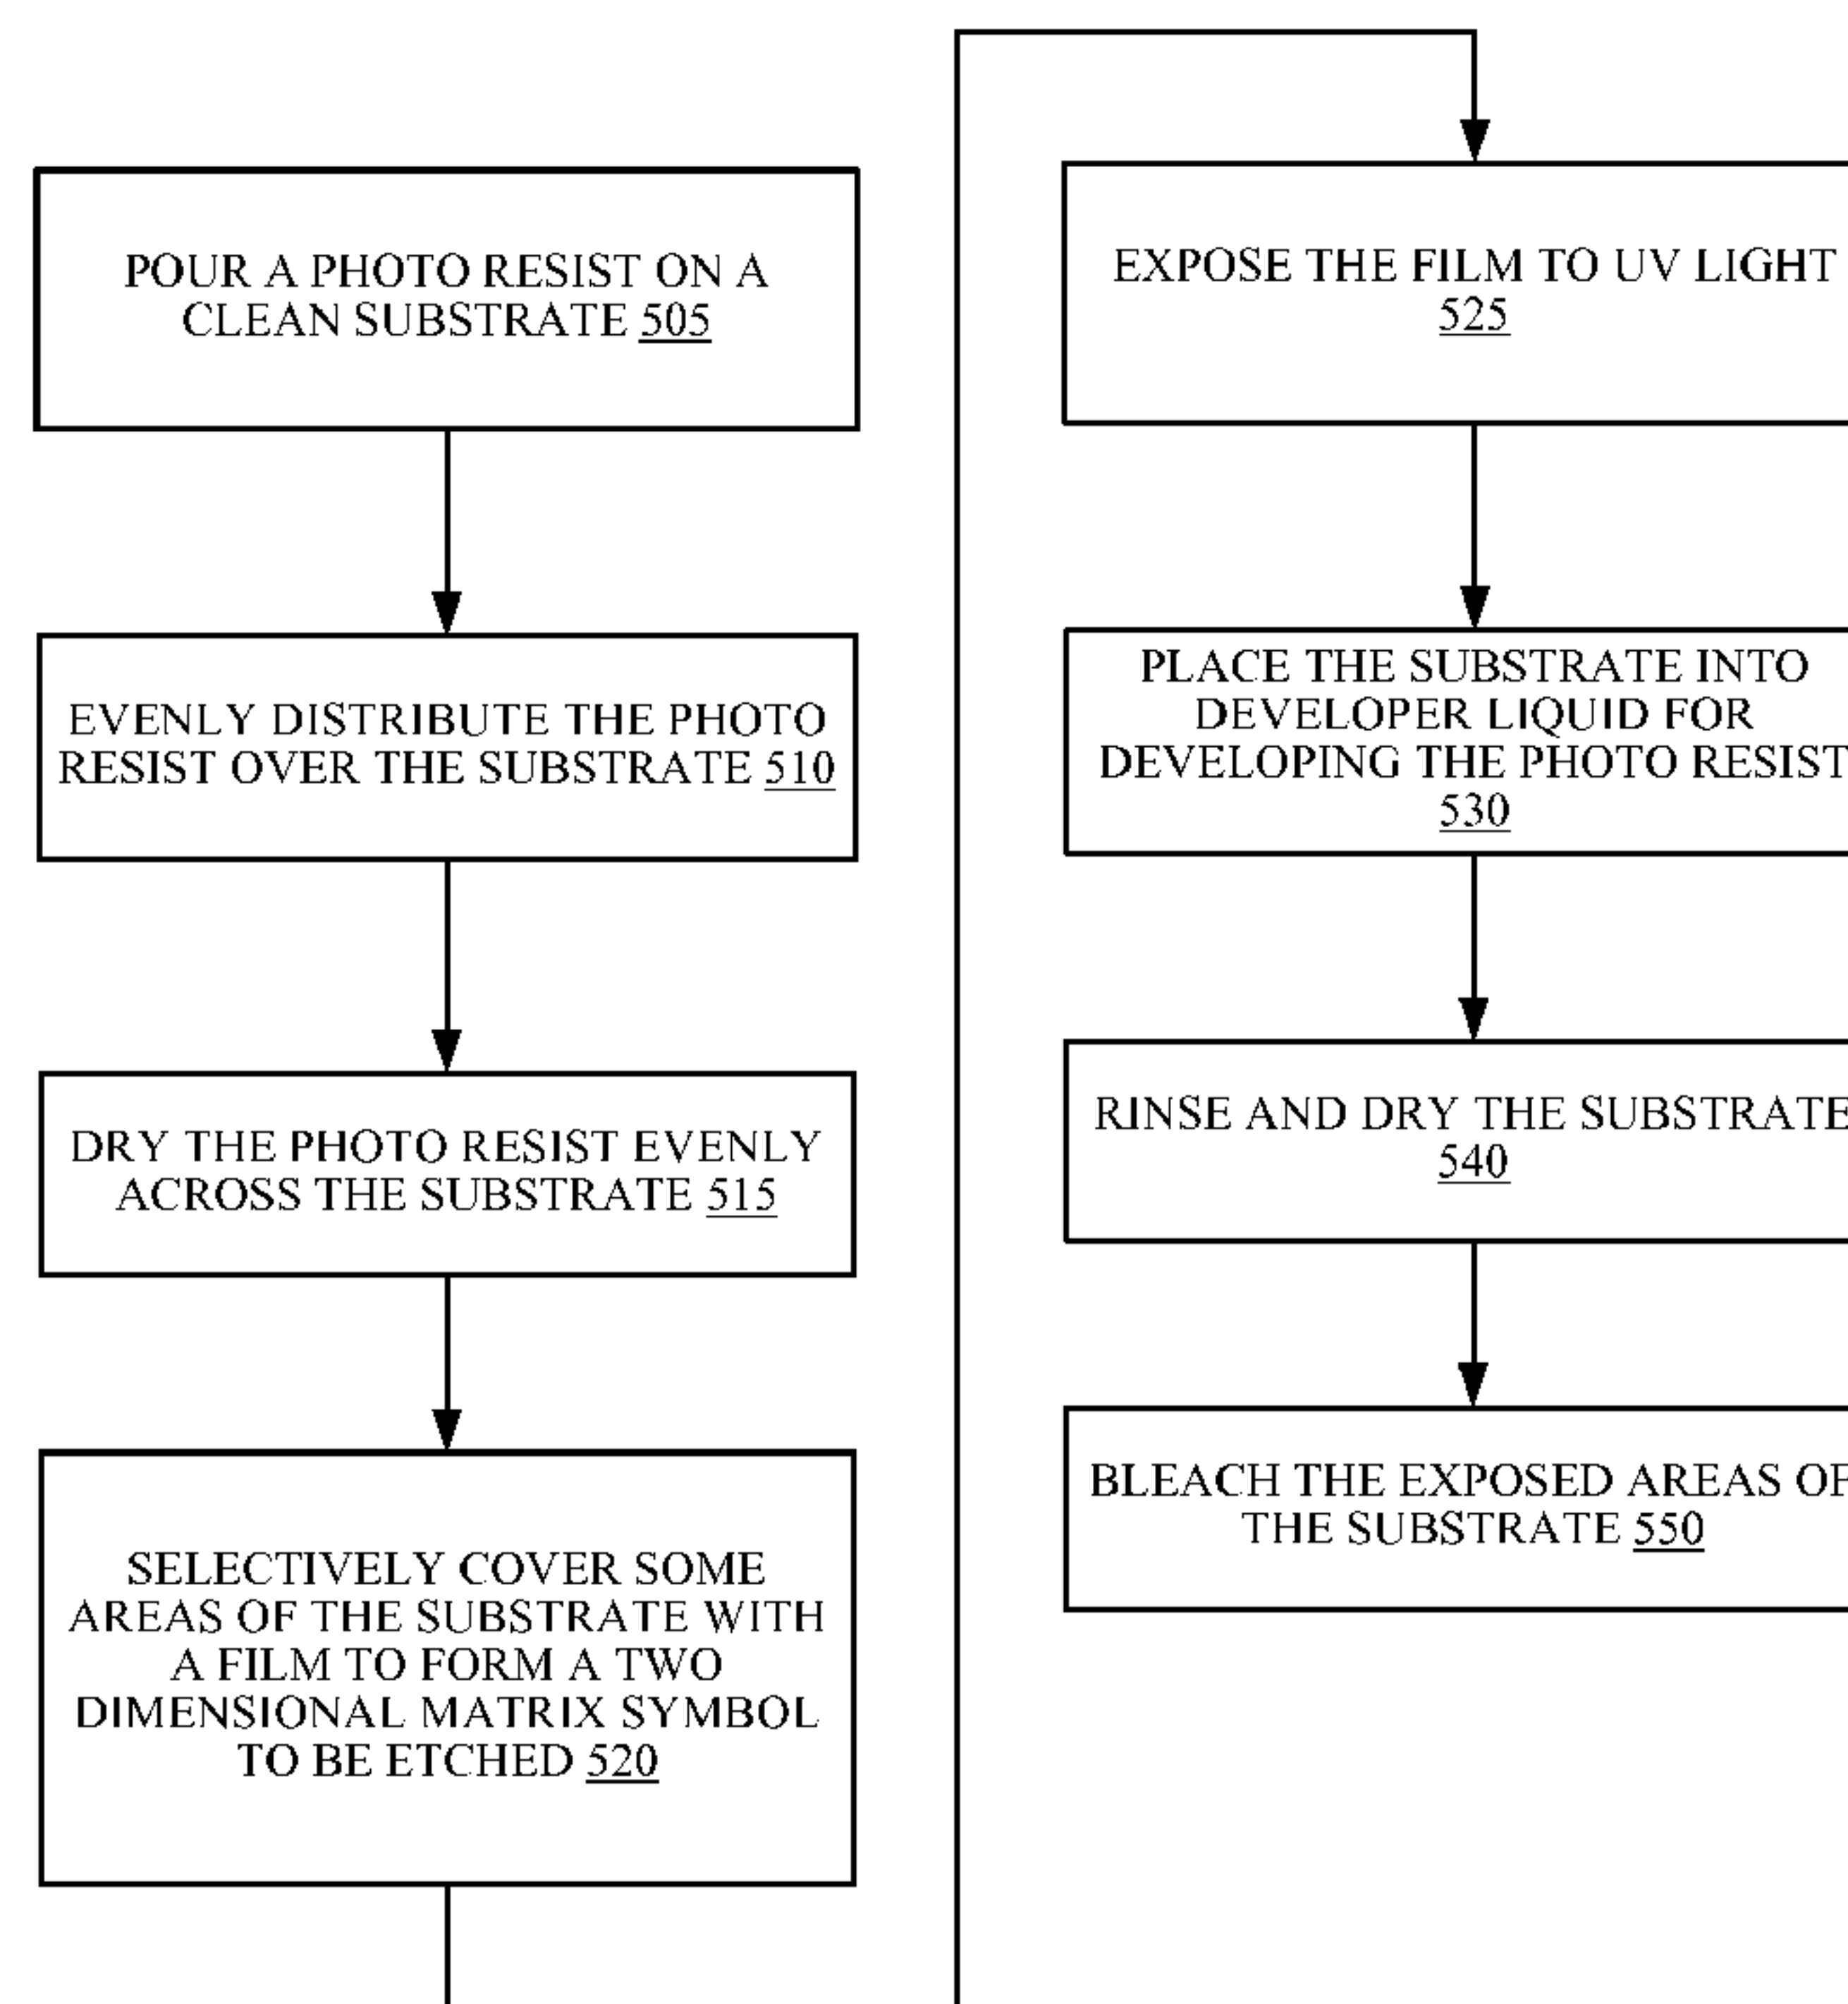 POUR A PHOTO RESIST ON A
CLEAN SUBSTRATE 505
EVENLY DISTRIBUTE THE PHOTO
RESIST OVER THE SUBSTRATE 510
DRY THE PHOTO RESIST EVENLY
ACROSS THE SUBSTRATE 515
SELECTIVELY COVER SOME
AREAS OF THE SUBSTRATE WITH
A FILM TO FORM A TWO
DIMENSIONAL MATRIX SYMBOL
TO BE ETCHED 520
EXPOSE THE FILM TO UV LIGHT
525
PLACE THE SUBSTRATE INTO
DEVELOPER LIQUID FOR
DEVELOPING THE PHOTO RESIST
530
RINSE AND DRY THE SUBSTRATE
540
BLEACH THE EXPOSED AREAS OF
THE SUBSTRATE 550